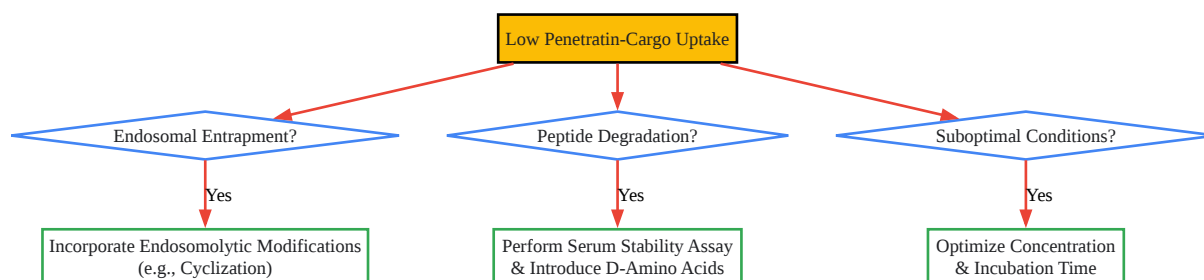 Low Penetratin-Cargo Uptake
Endosomal Entrapment?
Peptide Degradation?
Suboptimal Conditions?
Yes
Yes
Yes
Incorporate Endosomolytic Modifications
(e.g., Cyclization)
Perform Serum Stability Assay
& Introduce D-Amino Acids
Optimize Concentration
& Incubation Time